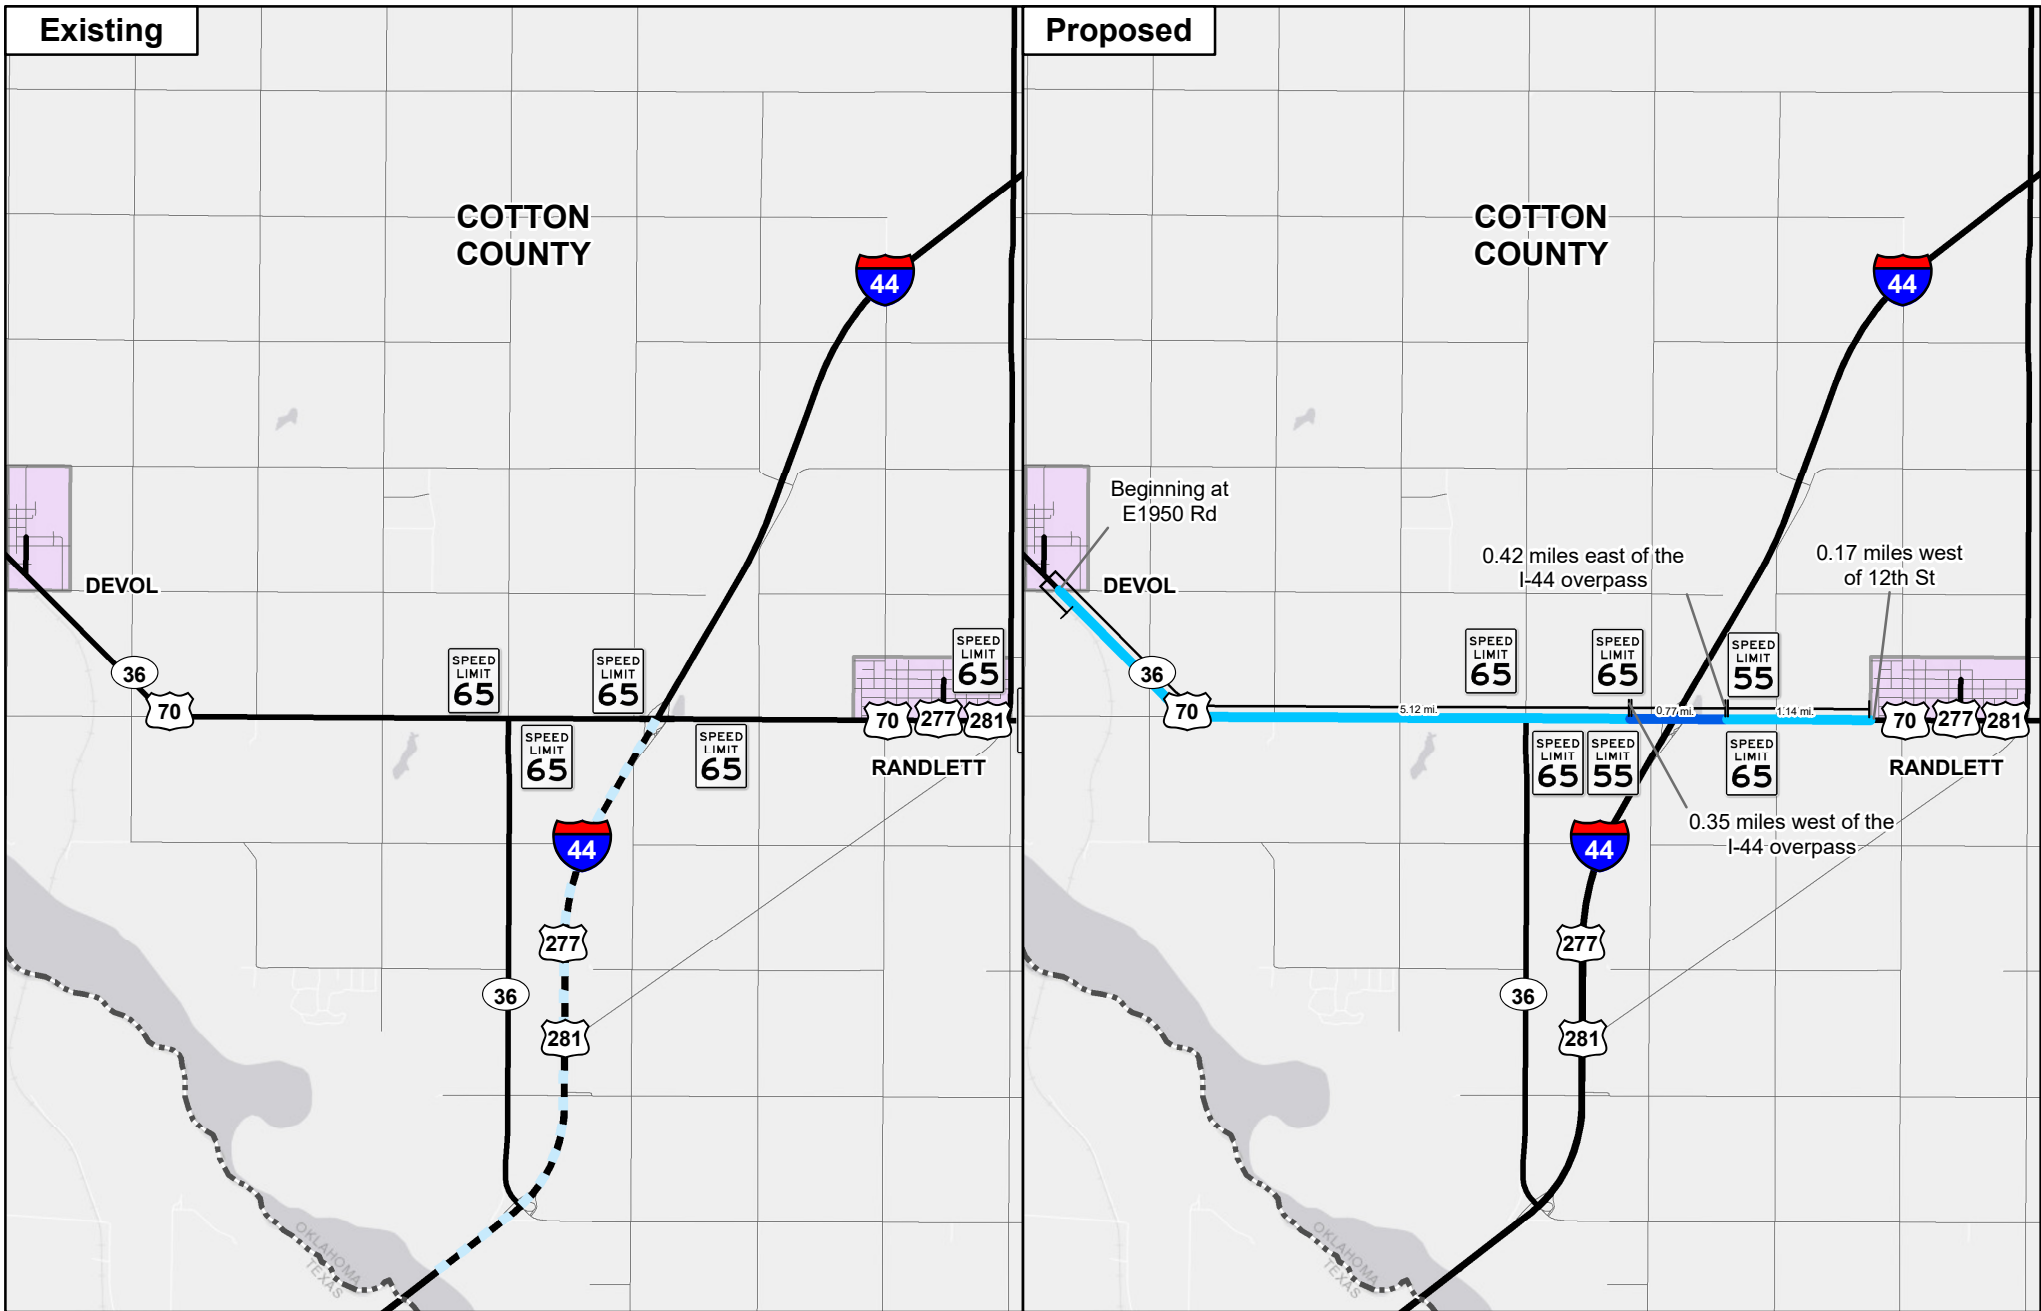 Existing
COTTON
COUNTY
44
DEVOL
36
70
SPEED
LIMIT
65
SPEED
LIMIT
65
SPEED
LIMIT
65
70
277
281
SPEED
LIMIT
65
SPEED
LIMIT
65
RANDLETT
44
277
36
281
OKLAHOMA
TEXAS
Proposed
COTTON
COUNTY
44
Beginning at
E1950 Rd
0.42 miles east of the
I-44 overpass
0.17 miles west
of 12th St
DEVOL
36
70
SPEED
LIMIT
65
SPEED
LIMIT
65
SPEED
LIMIT
55
5.12 mi.
0.77 mi.
1.14 mi.
70
277
281
SPEED
LIMIT
65
SPEED
LIMIT
55
SPEED
LIMIT
65
RANDLETT
0.35 miles west of the
I-44 overpass
44
277
36
281
OKLAHOMA
TEXAS